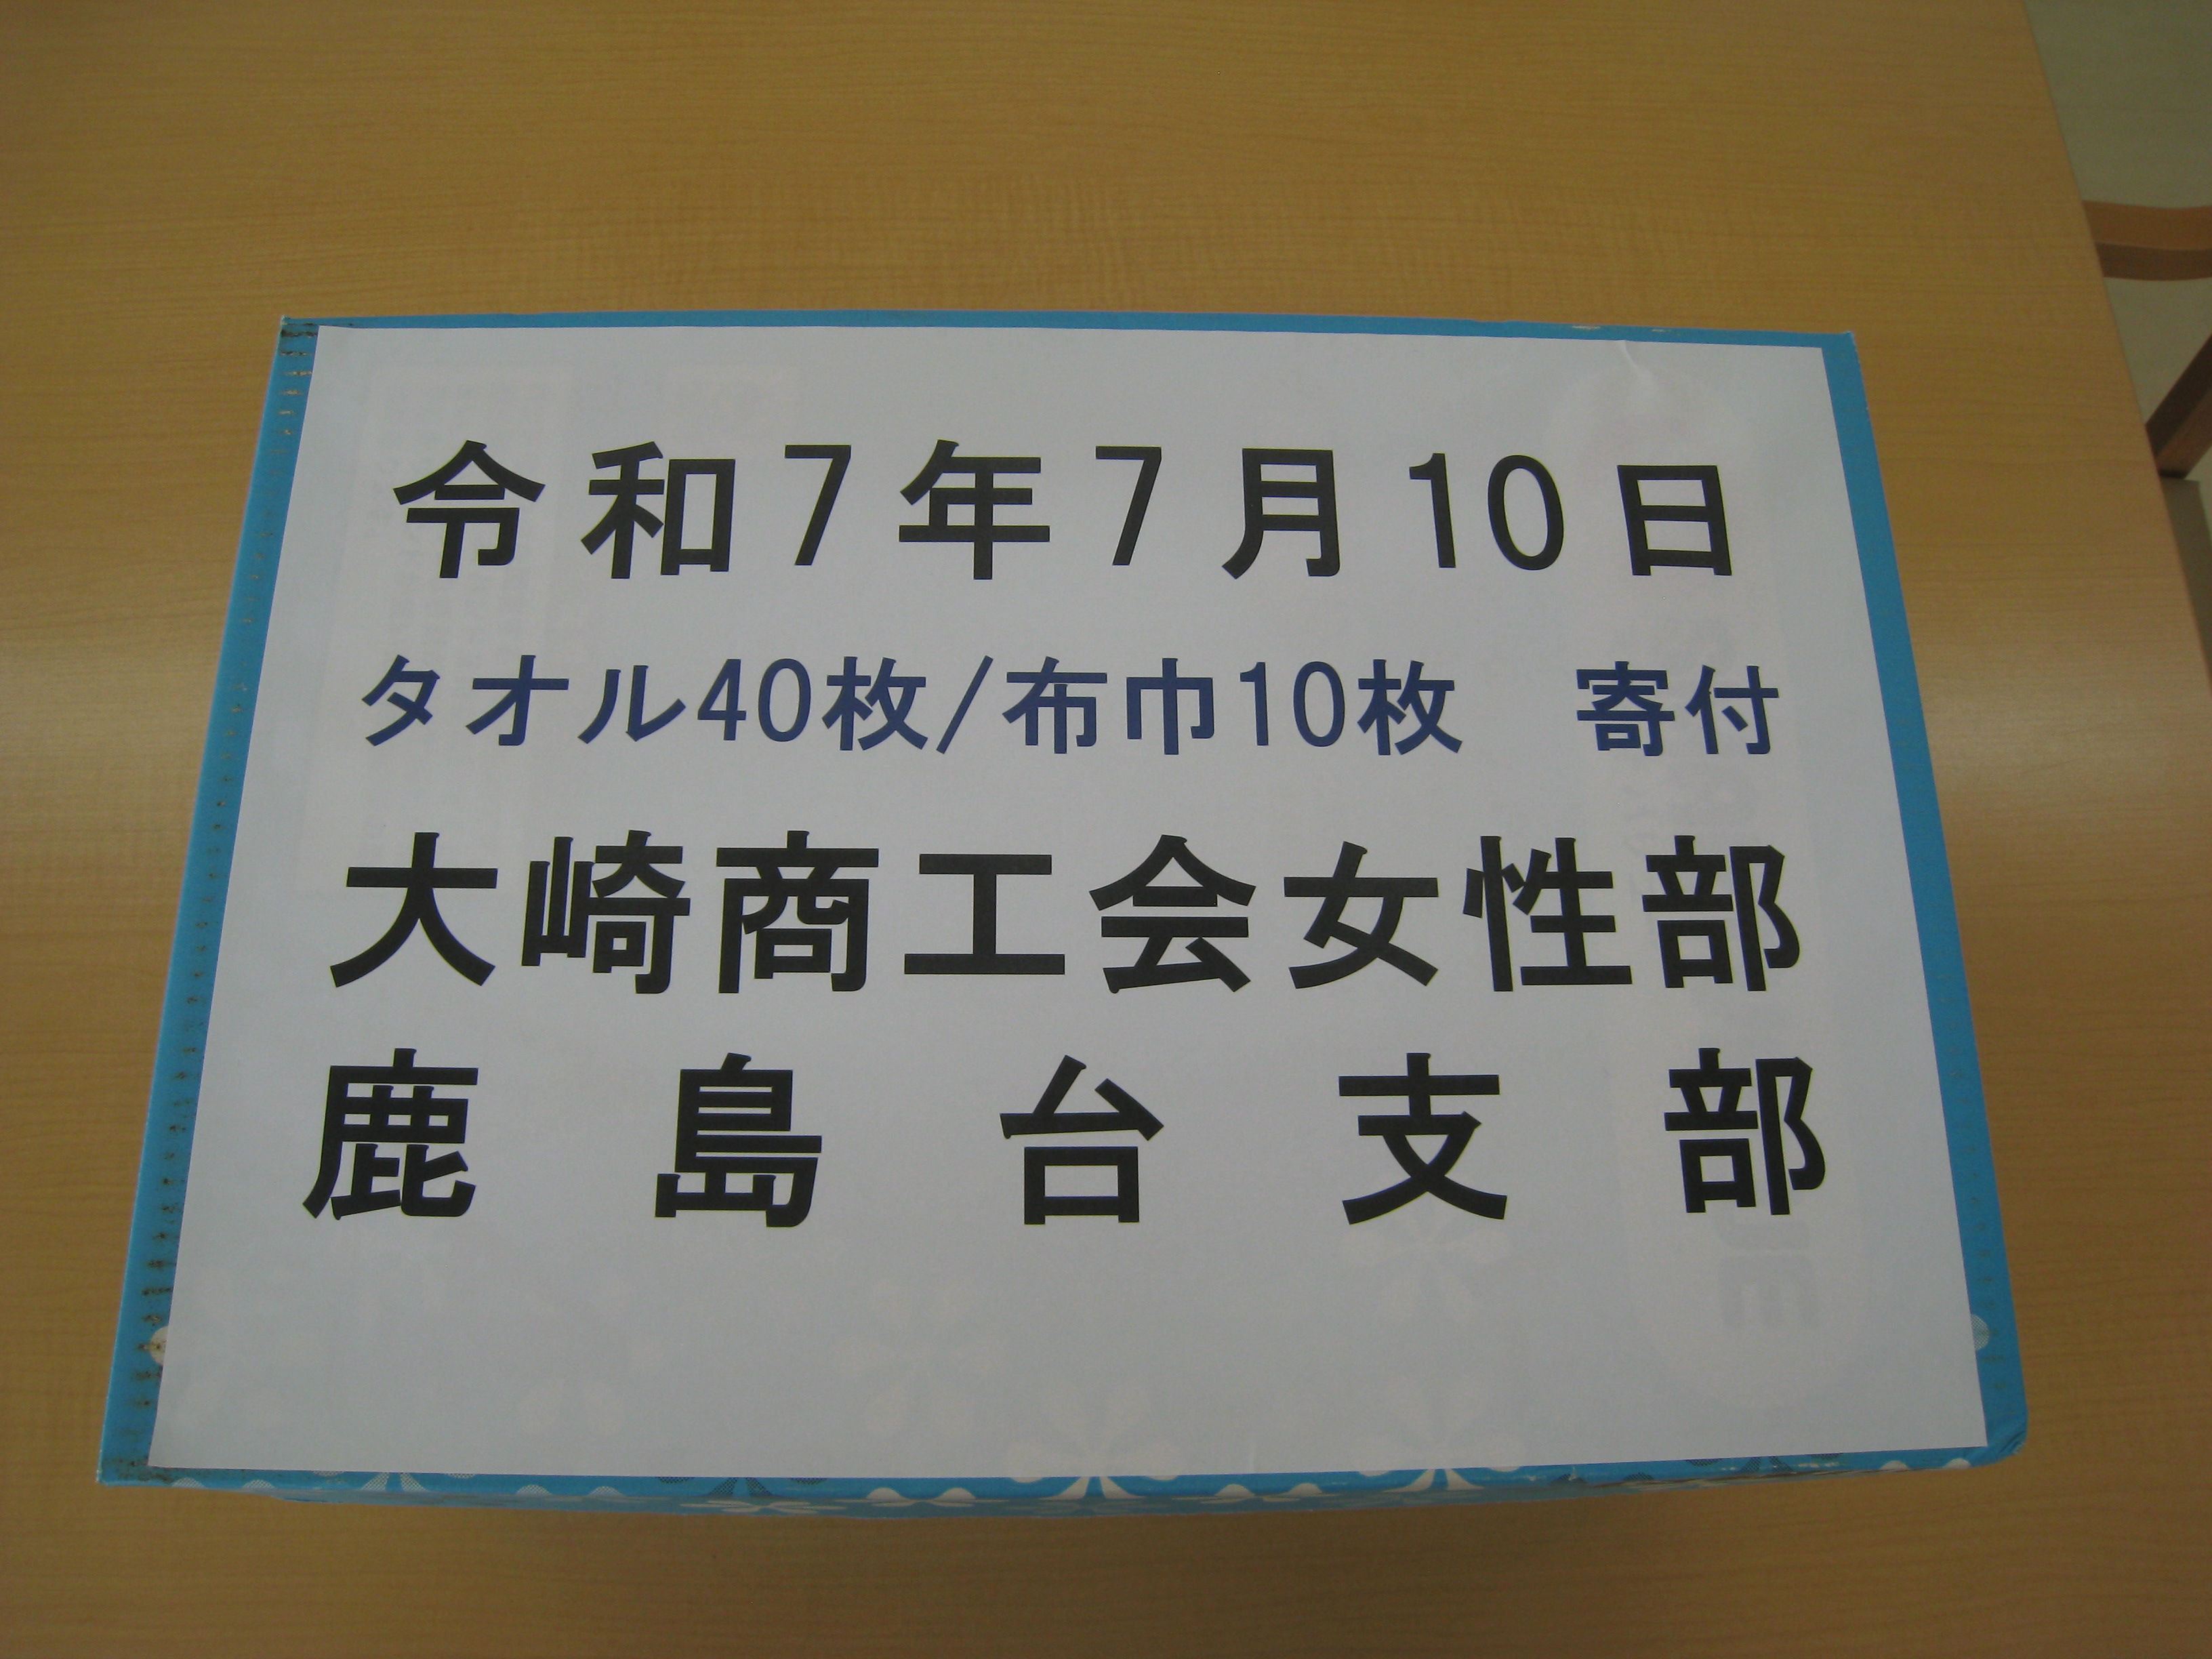 令和7年7月10日
タオル40枚/布巾10枚　寄付
大崎商工会女性部
鹿島台支部